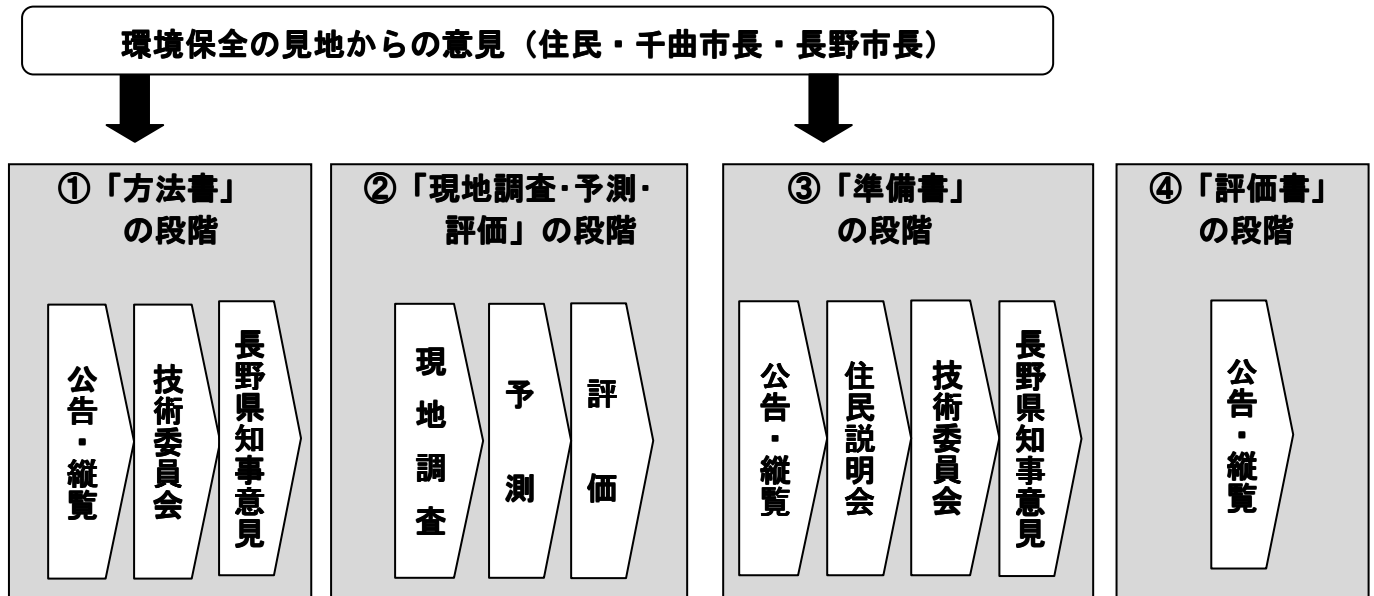 環境保全の見地からの意見（住民・千曲市長・長野市長）
①「方法書」
の段階
公告・縦覧
技術委員会
長野県知事意見
②「現地調査・予測・
評価」の段階
現地調査
予測
評価
③「準備書」
の段階
公告・縦覧
住民説明会
技術委員会
長野県知事意見
④「評価書」
の段階
公告・縦覧